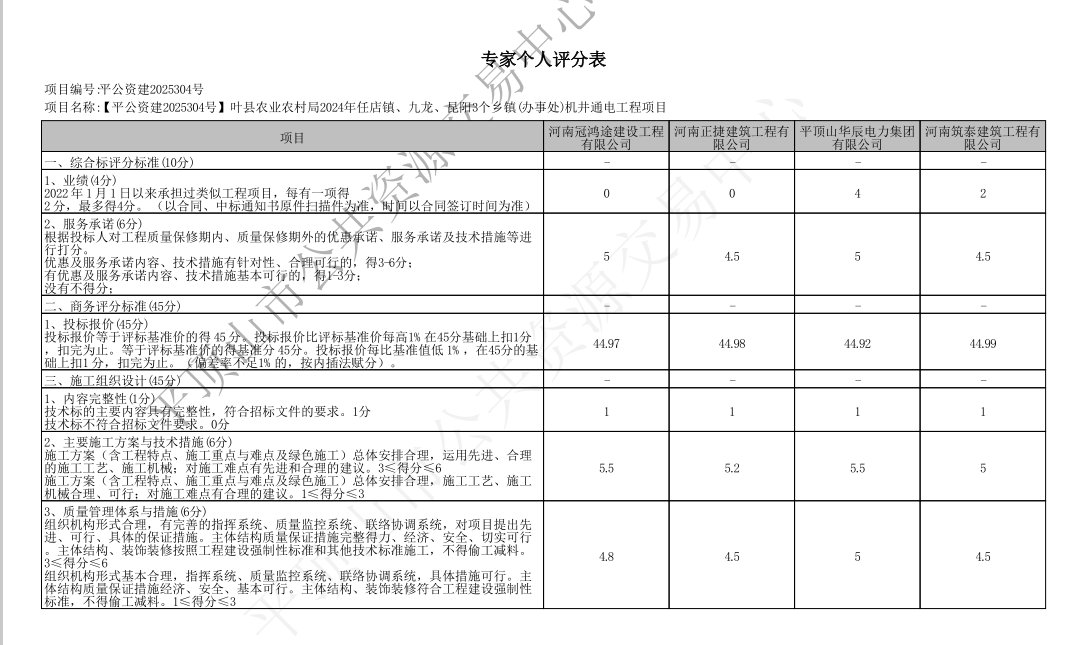 专家个人评分表
项目编号:平公资建2025304号
项目名称:【平公资建2025304号】叶县农业农村局2024年任店镇、九龙、昆阳3个乡镇(办事处)机井通电工程项目
项目
河南冠鸿途建设工程
有限公司
河南正捷建筑工程有
限公司
平顶山华辰电力集团
有限公司
河南筑泰建筑工程有
限公司
一、综合标评分标准(10分)
-
-
-
-
1、业绩(4分)
2022 年 1 月 1 日以来承担过类似工程项目,每有一项得
2 分,最多得4分。 (以合同、中标通知书原件扫描件为准,时间以合同签订时间为准)
0
0
4
2
2、服务承诺(6分)
根据投标人对工程质量保修期内、质量保修期外的优惠承诺、服务承诺及技术措施等进
行打分。
优惠及服务承诺内容、技术措施有针对性、合理可行的,得3-6分;
有优惠及服务承诺内容、技术措施基本可行的,得1-3分;
没有不得分;
5
4.5
5
4.5
二、商务评分标准(45分)
-
-
-
-
1、投标报价(45分)
投标报价等于评标基准价的得 45 分。投标报价比评标基准价每高1% 在45分基础上扣1分
,扣完为止。等于评标基准价的得基准分 45分。投标报价每比基准值低 1% ,在45分的基
础上扣1 分,扣完为止。(偏差率不足1% 的,按内插法赋分)。
44.97
44.98
44.92
44.99
三、施工组织设计(45分)
-
-
-
-
1、内容完整性(1分)
技术标的主要内容具有完整性,符合招标文件的要求。1分
技术标不符合招标文件要求。0分
1
1
1
1
2、主要施工方案与技术措施(6分)
施工方案(含工程特点、施工重点与难点及绿色施工)总体安排合理,运用先进、合理
的施工工艺、施工机械;对施工难点有先进和合理的建议。3≤得分≤6
施工方案(含工程特点、施工重点与难点及绿色施工)总体安排合理,施工工艺、施工
机械合理、可行;对施工难点有合理的建议。1≤得分≤3
5.5
5.2
5.5
5
3、质量管理体系与措施(6分)
组织机构形式合理,有完善的指挥系统、质量监控系统、联络协调系统,对项目提出先
进、可行、具体的保证措施。主体结构质量保证措施完整得力、经济、安全、切实可行
。主体结构、装饰装修按照工程建设强制性标准和其他技术标准施工,不得偷工减料。
3≤得分≤6
组织机构形式基本合理,指挥系统、质量监控系统、联络协调系统,具体措施可行。主
体结构质量保证措施经济、安全、基本可行。主体结构、装饰装修符合工程建设强制性
标准,不得偷工减料。1≤得分≤3
4.8
4.5
5
4.5
平顶山市公共资源交易中心
平顶山市公共资源交易中心